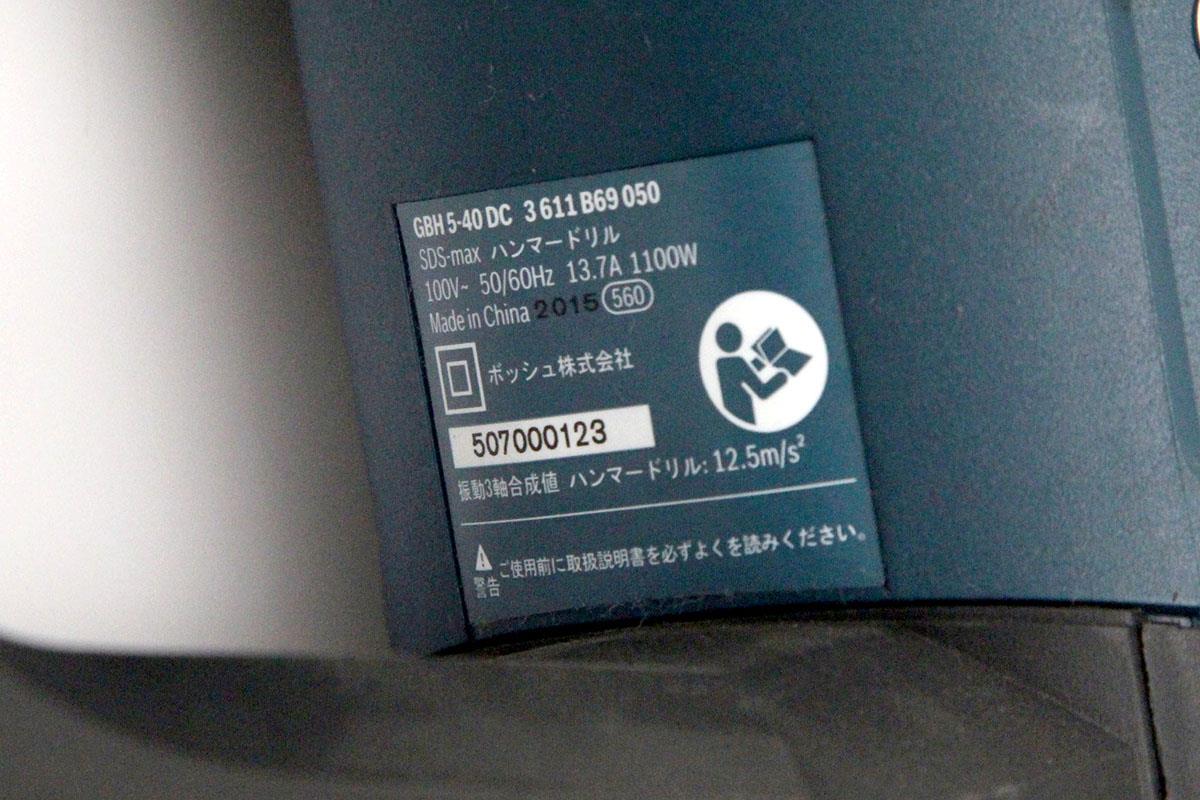 GBH 5-40 DC 3 611 B69 050
SDS-max ハンマードリル
100V~ 50/60Hz 13.7A 1100W
Made in China 2015 560
ボッシュ株式会社
507000123
振動3軸合成値 ハンマードリル: 12.5m/s²
警告 ご使用前に取扱説明書を必ずよくを読みください。